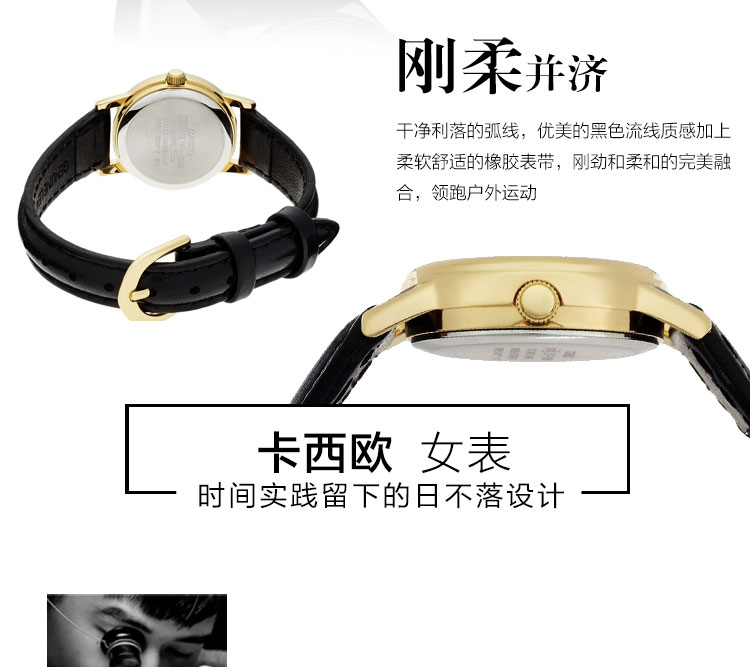 刚柔并济
干净利落的弧线，优美的黑色流线质感加上
柔软舒适的橡胶表带，刚劲和柔和的完美融
合，领跑户外运动
卡西欧 女表
时间实践留下的日不落设计